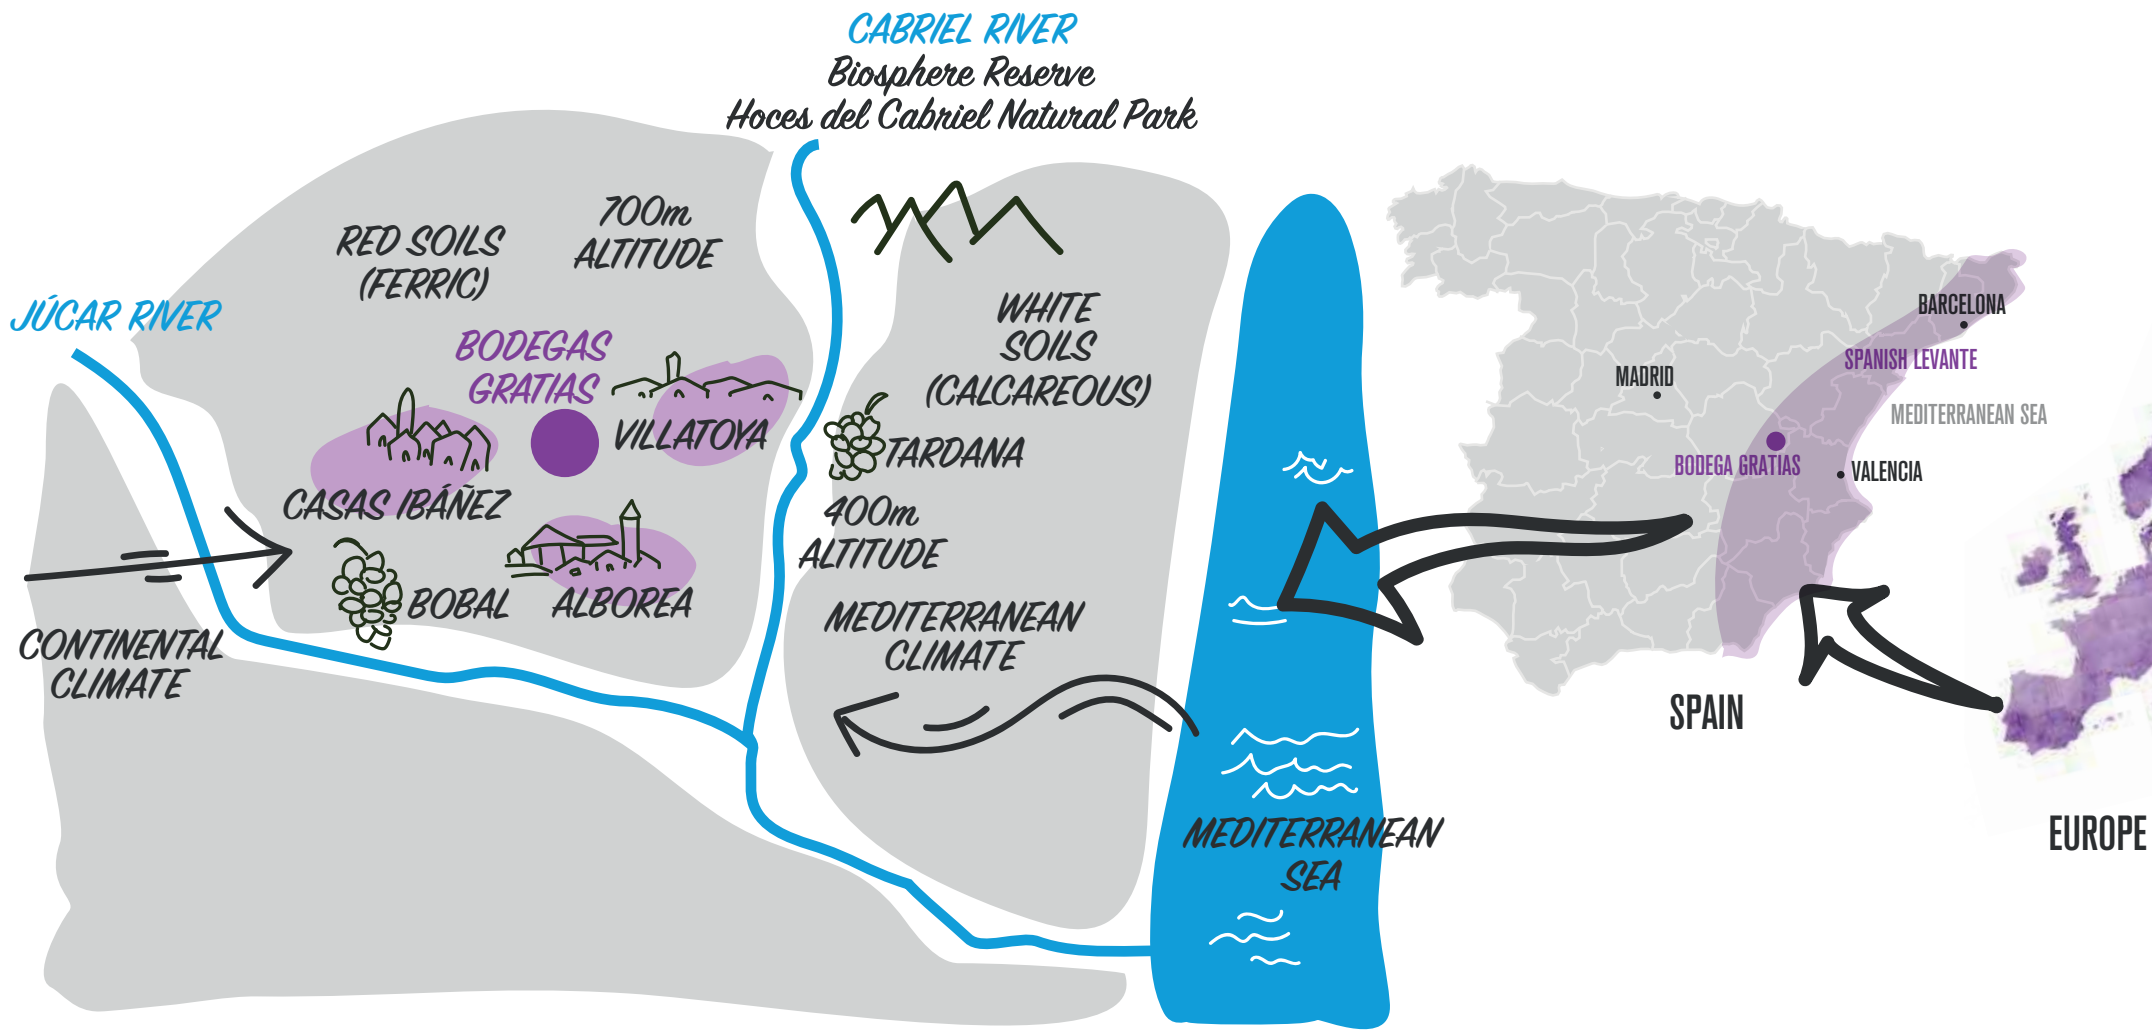 CABRIEL RIVER
Biosphere Reserve
Hoces del Cabriel Natural Park
JÚCAR RIVER
RED SOILS
(FERRIC)
700m
ALTITUDE
BODEGAS
GRATIAS
VILLATOYA
CASAS IBÁÑEZ
BOBAL
ALBOREA
CONTINENTAL
CLIMATE
WHITE
SOILS
(CALCAREOUS)
TARDANA
400m
ALTITUDE
MEDITERRANEAN
CLIMATE
MEDITERRANEAN
SEA
BARCELONA
SPANISH LEVANTE
MADRID
MEDITERRANEAN SEA
BODEGA GRATIAS
VALENCIA
SPAIN
EUROPE